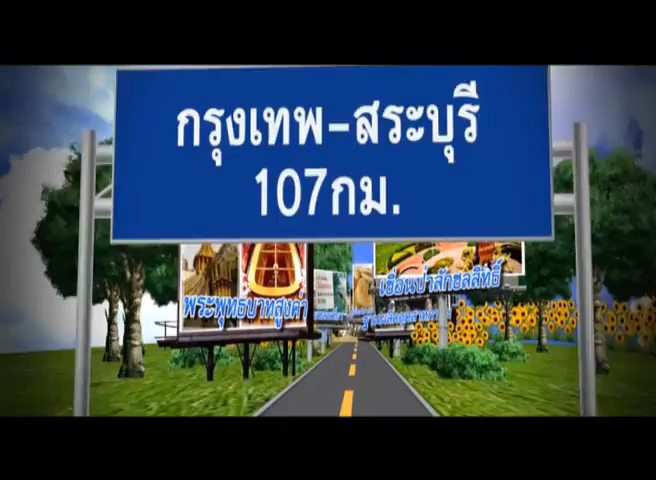 กรุงเทพ-สระบุรี
107กม.
พระพุทธบาทสูงค่า
เขื่อนป่าสักชลสิทธิ์